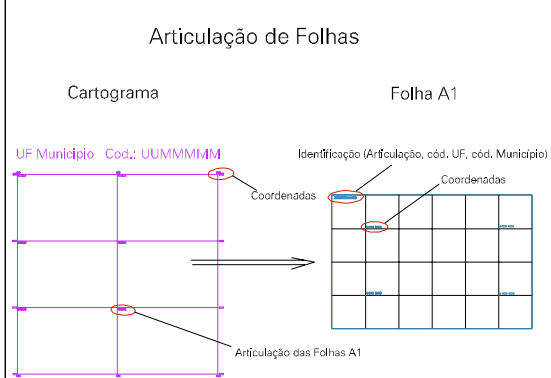 Articulação de Folhas
Cartograma
Folha A1
UF Municipio Cod.: UUMMMMM
Identificação (Articulação, cód. UF, cód. Município)
Coordenadas
Coordenadas
Articulação das Folhas A1